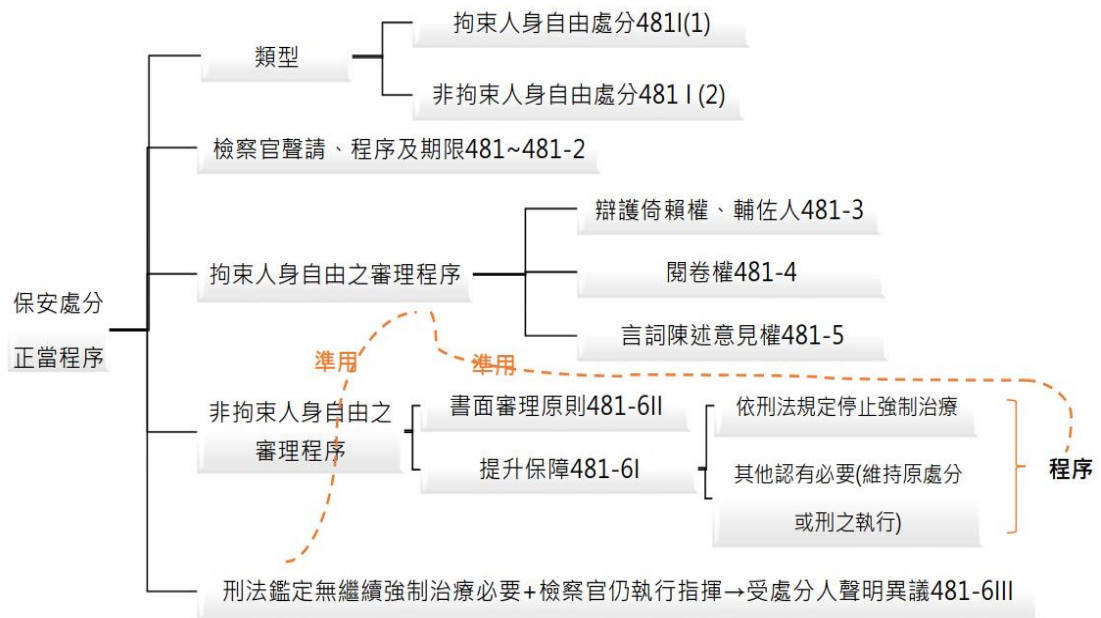 保安處分
正當程序
類型
拘束人身自由處分481I(1)
非拘束人身自由處分481 I (2)
檢察官聲請、程序及期限481~481-2
拘束人身自由之審理程序
辯護倚賴權、輔佐人481-3
閱卷權481-4
言詞陳述意見權481-5
準用
準用
非拘束人身自由之
審理程序
書面審理原則481-6II
提升保障481-6I
依刑法規定停止強制治療
其他認有必要(維持原處分
或刑之執行)
程序
刑法鑑定無繼續強制治療必要+檢察官仍執行指揮→受處分人聲明異議481-6III